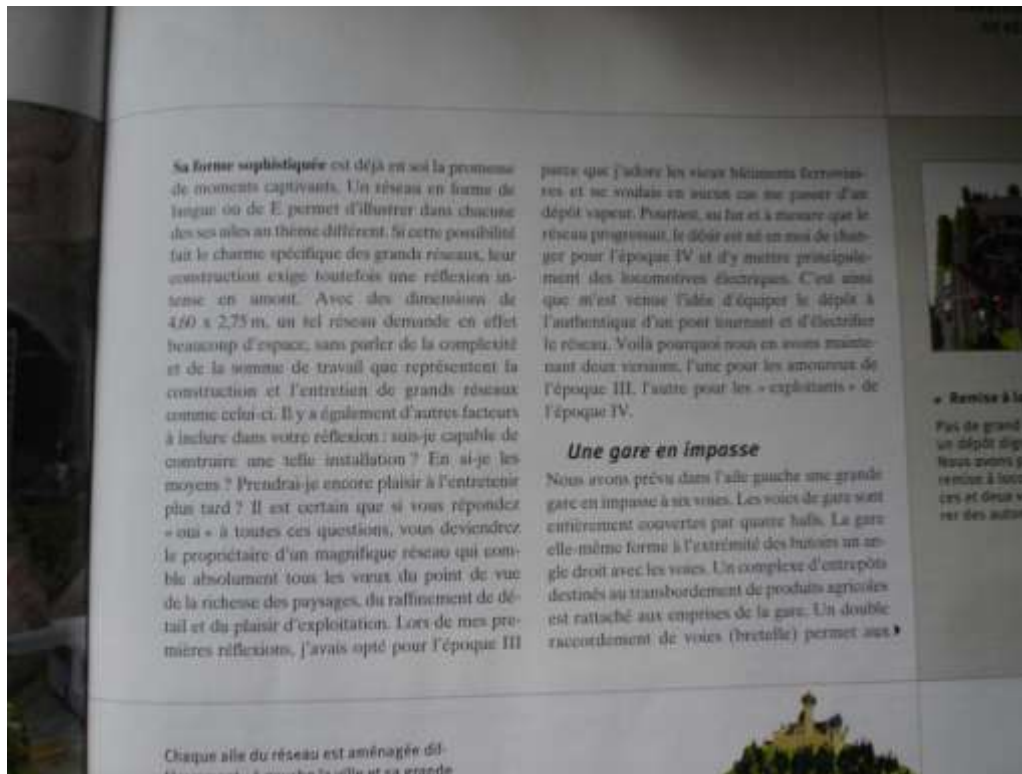 Sa forme sophistiquée est déjà en soi la promesse
de moments captivants. Un réseau en forme de
langue ou de E permet d'illustrer dans chacune
des ses ailes un thème différent. Si cette possibilité
fait le charme spécifique des grands réseaux, leur
construction exige toutefois une réflexion in-
tense en amont. Avec des dimensions de
4,60 x 2,75 m, un tel réseau demande en effet
beaucoup d'espace, sans parler de la complexité
et de la somme de travail que représentent la
construction et l'entretien de grands réseaux
comme celui-ci. Il y a également d'autres facteurs
à inclure dans votre réflexion : suis-je capable de
construire une telle installation ? En ai-je les
moyens ? Prendrai-je encore plaisir à l'entretenir
plus tard ? Il est certain que si vous répondez
« oui » à toutes ces questions, vous deviendrez
le propriétaire d'un magnifique réseau qui com-
ble absolument tous les vœux du point de vue
de la richesse des paysages, du raffinement de dé-
tail et du plaisir d'exploitation. Lors de mes pre-
mières réflexions, j'avais opté pour l'époque III
parce que j'adore les vieux bâtiments ferroviai-
res et ne voulais en aucun cas me passer d'un
dépôt vapeur. Pourtant, au fur et à mesure que le
réseau progressait, le désir est né en moi de chan-
ger pour l'époque IV et d'y mettre principale-
ment des locomotives électriques. C'est ainsi
que m'est venue l'idée d'équiper le dépôt à
l'authentique d'un pont tournant et d'électrifier
le réseau. Voilà pourquoi nous en avons mainte-
nant deux versions, l'une pour les amoureux de
l'époque III, l'autre pour les « exploitants » de
l'époque IV.
Une gare en impasse
Nous avons prévu dans l'aile gauche une grande
gare en impasse à six voies. Les voies de gare sont
entièrement couvertes par quatre halls. La gare
elle-même forme à l'extrémité des butoirs un an-
gle droit avec les voies. Un complexe d'entrepôts
destinés au transbordement de produits agricoles
est rattaché aux emprises de la gare. Un double
raccordement de voies (bretelle) permet aux
Remise à
Pas de grand
un dépôt
Nous avons
remise à
ces et deux
rer des
Chaque aile du réseau est aménagée dif-